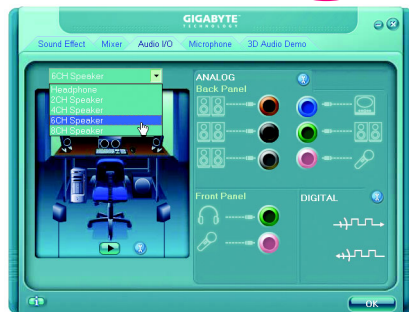 GIGABYTE
TECHNOLOGY
Sound Effect Mixer Audio I/O Microphone 3D Audio Demo
6CH Speaker
Headphone
2CH Speaker
4CH Speaker
6CH Speaker
8CH Speaker
ANALOG
Back Panel
Front Panel
DIGITAL
OK